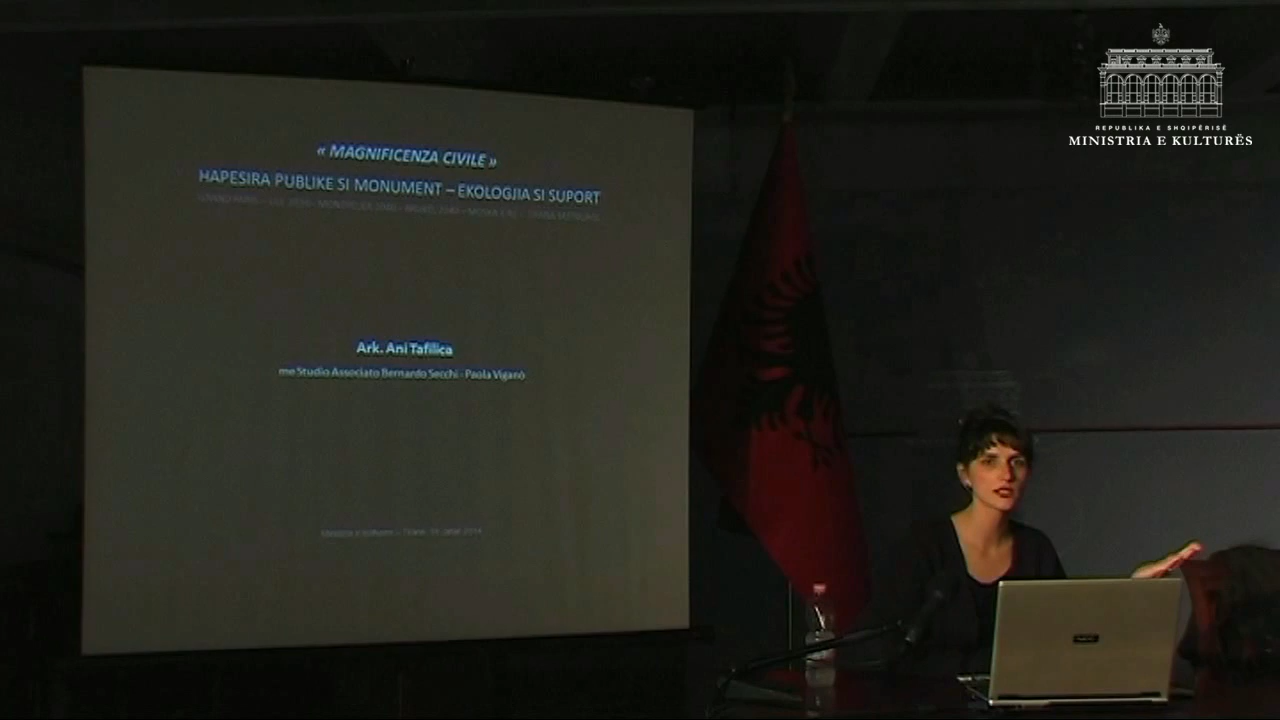 « MAGNIFICENZA CIVILE »
HAPESIRA PUBLIKE SI MONUMENT – EKOLOGJIA SI SUPORT
Ark. Ani Tafilica
me Studio Associato Bernardo Secchi - Paola Viganò
REPUBLIKA E SHQIPËRISË
MINISTRIA E KULTURËS